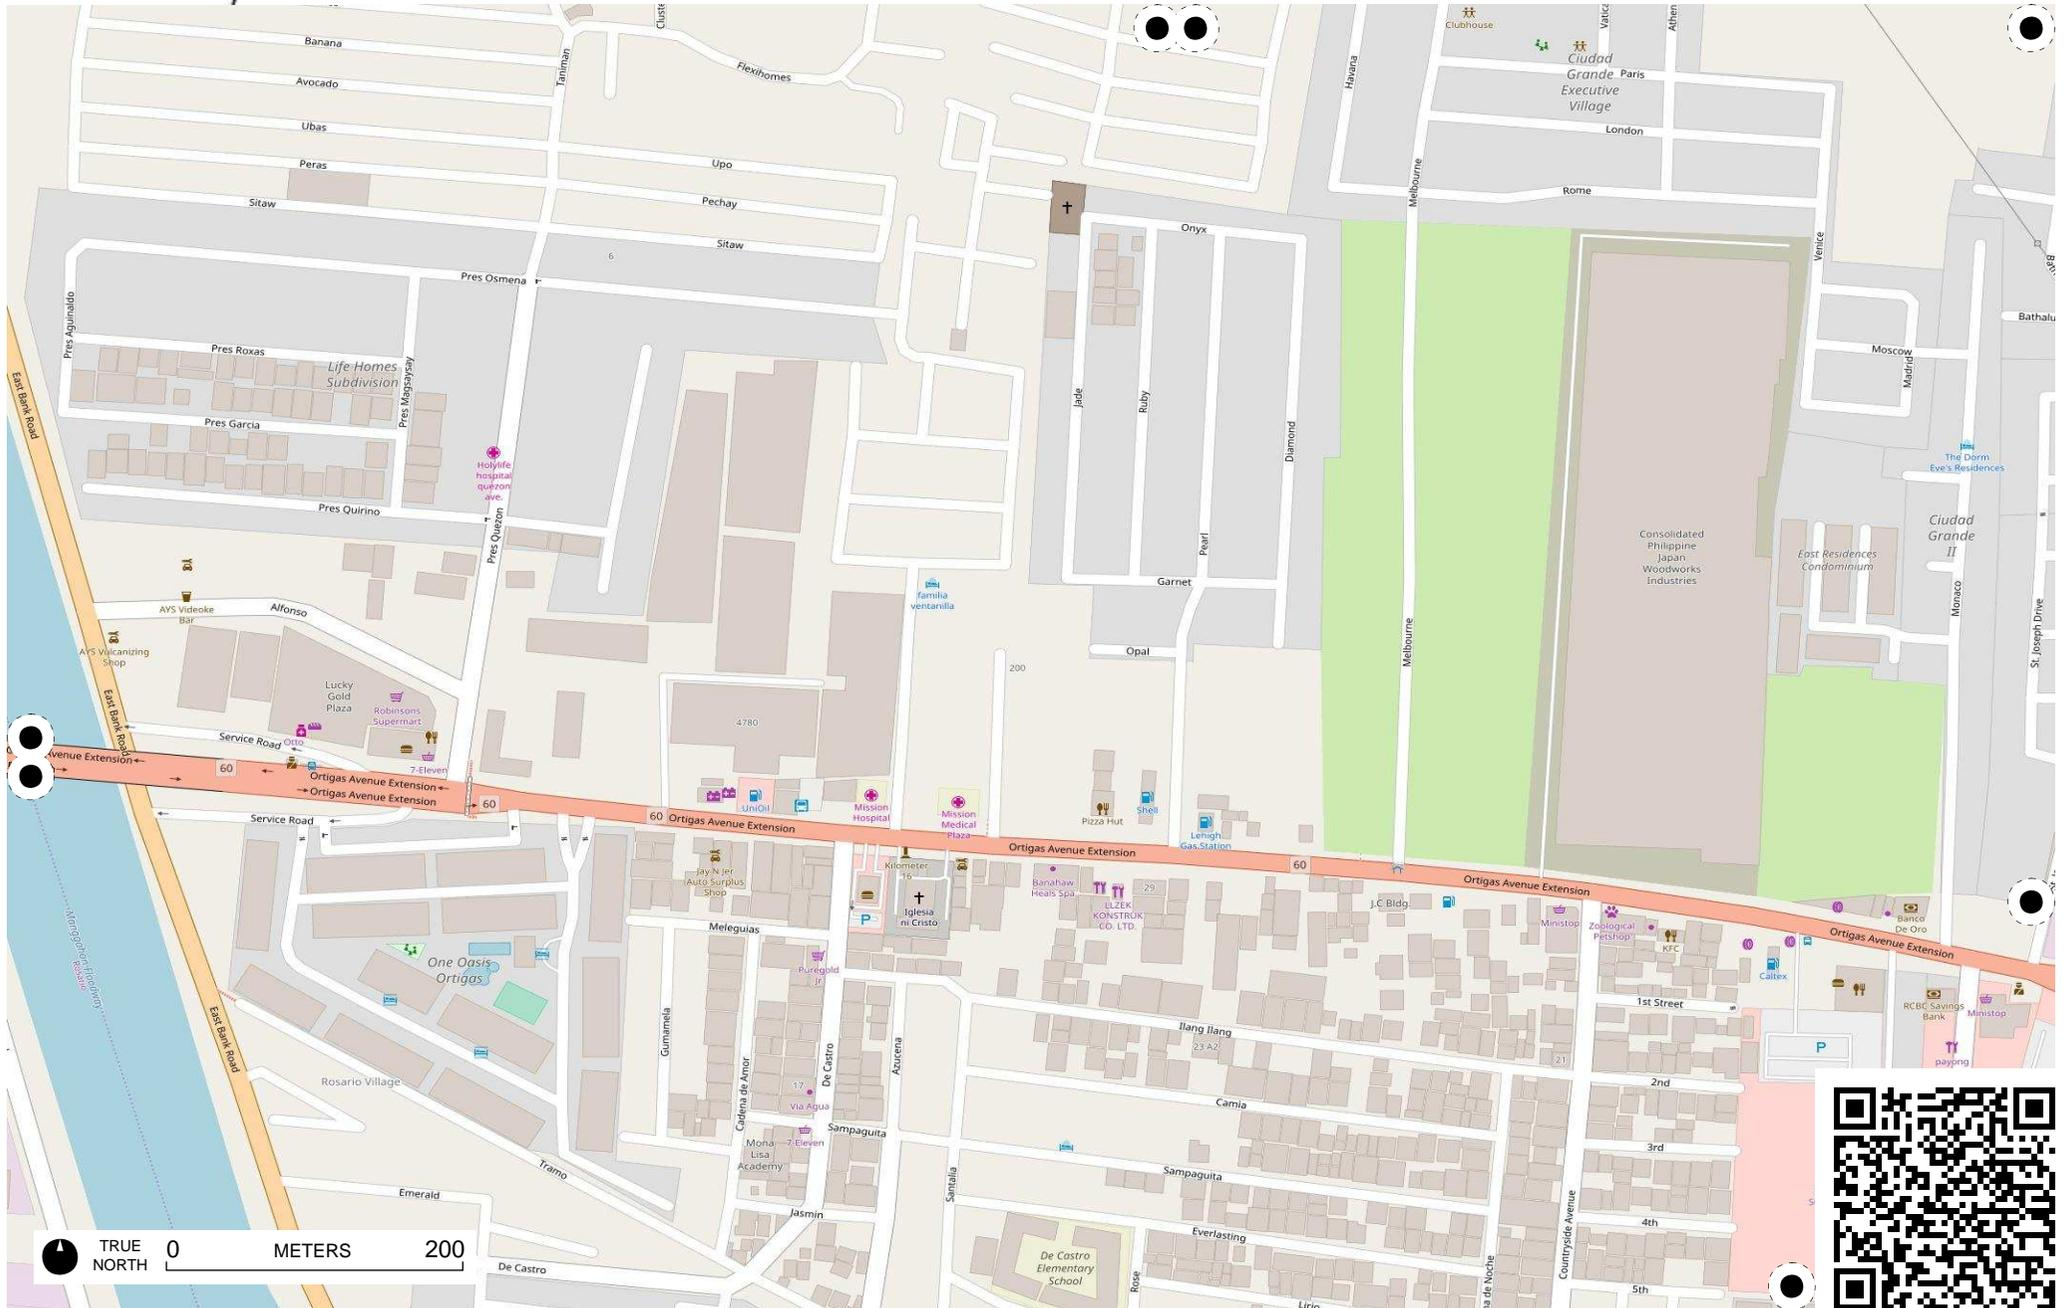 Clubhouse
Banana
Taniman
Flexihomes
Havana
Ciudad
Grande
Executive
Village
Paris
Avocado
Ubas
London
Peras
Upo
Melbourne
Rome
Sitaw
Pechay
Onyx
Sitaw
Venice
6
Pres Osmena
Pres Aguinaldo
Bathalu
Pres Roxas
Moscow
Madrid
Life Homes
Subdivision
Pres Magsaysay
Jade
Ruby
East Bank Road
Pres Garcia
Diamond
Holylife
hospital
quezon
ave.
The Dorm
Eve's Residences
Pres Quirino
Pres Quezon
Pearl
Consolidated
Philippine
Japan
Woodworks
Industries
Ciudad
Grande
II
East Residences
Condominium
Garnet
familia
ventanilla
Monaco
AYS Videoke
Bar
Alfonso
AYS Vulcanizing
Shop
Opal
Melbourne
St. Joseph Drive
200
Lucky
Gold
Plaza
Robinsons
Supermart
East Bank Road
4780
Service Road
Otto
7-Eleven
Avenue Extension
60
Ortigas Avenue Extension
Ortigas Avenue Extension
60
UniOil
Mission
Hospital
Mission
Medical
Plaza
Pizza Hut
Shell
Lehigh
Gas Station
Service Road
60
Ortigas Avenue Extension
Ortigas Avenue Extension
60
Ortigas Avenue Extension
Jay N Jer
(Auto Surplus
Shop
Kilometer
16
Iglesia
ni Cristo
P
Banahaw
Heals Spa
29
LLZEK
KONSTRUK
CO. LTD.
J.C Bldg.
Ministop
Zoological
Petshop
KFC
Banco
De Oro
Ortigas Avenue Extension
Meleguias
Manggahan Floodway
Rosario
One Oasis
Ortigas
Puregold
Jr
Caltex
RCBC Savings
Bank
Ministop
1st Street
East Bank Road
Gumamela
Ilang Ilang
23 A2
21
P
payong
Azucena
De Castro
Cadena de Amor
Rosario Village
17
Via Agua
2nd
Camia
7-Eleven
Sampaguita
Mona
Lisa
Academy
3rd
Tramo
Santalia
Sampaguita
Emerald
Jasmin
Countryside Avenue
4th
Everlasting
De Castro
Elementary
School
Rose
TRUE
NORTH
0 METERS 200
De Castro
5th